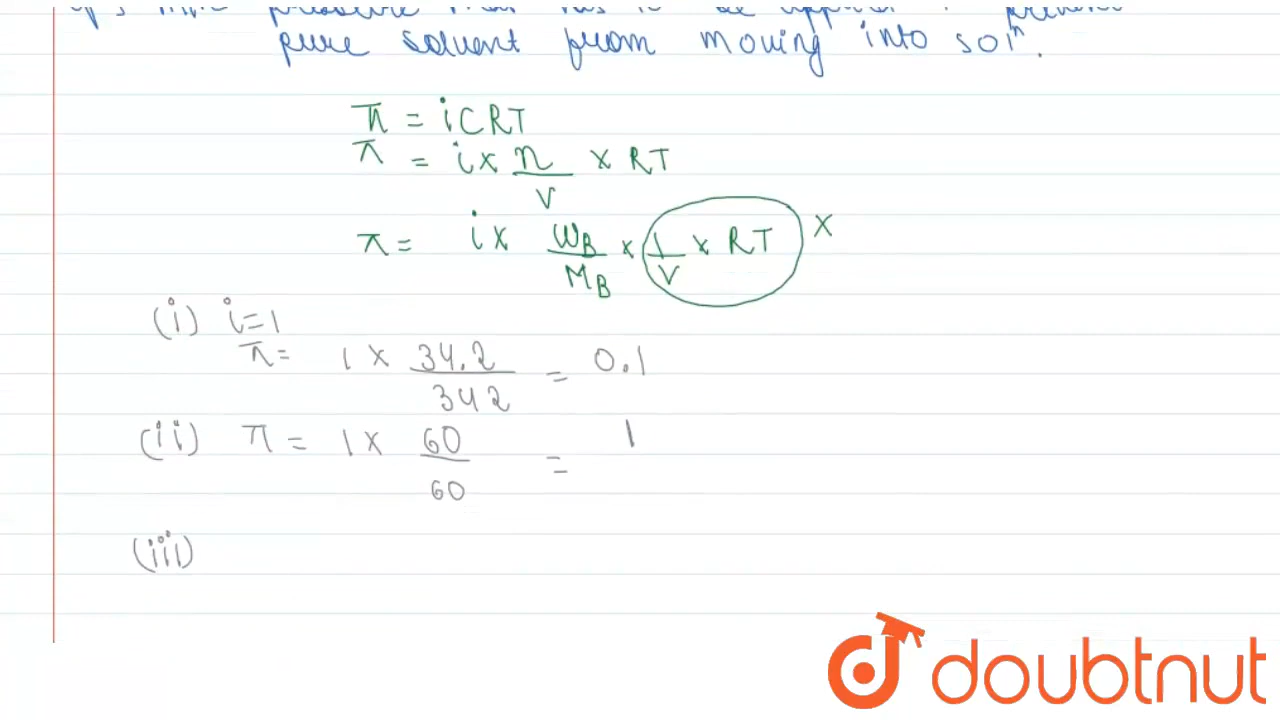 pressure
pure solvent from moving into solⁿ.
π = iCRT
π = i× n/V × RT
π = i× W_B/M_B × 1/V × RT ×
(i) i=1
π= 1 × 34.2/342 = 0.1
(ii) π= 1 × 60/60 = 1
(iii)
doubtnut